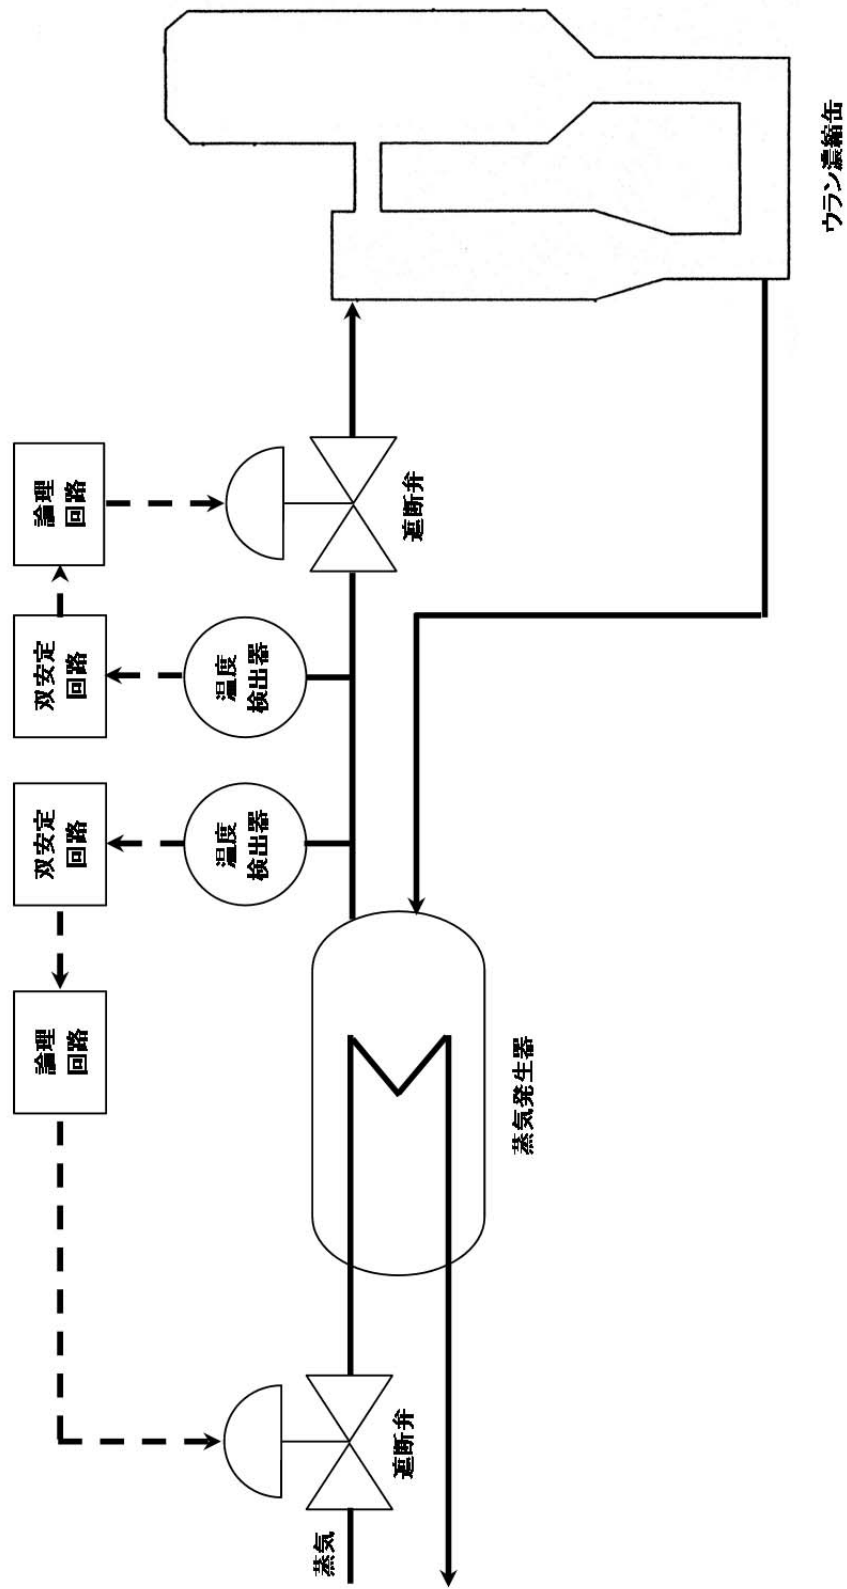 論理
回路
双安定
回路
双安定
回路
論理
回路
温度
検出器
温度
検出器
蒸気
遮断弁
遮断弁
蒸気発生器
ウラン濃縮缶